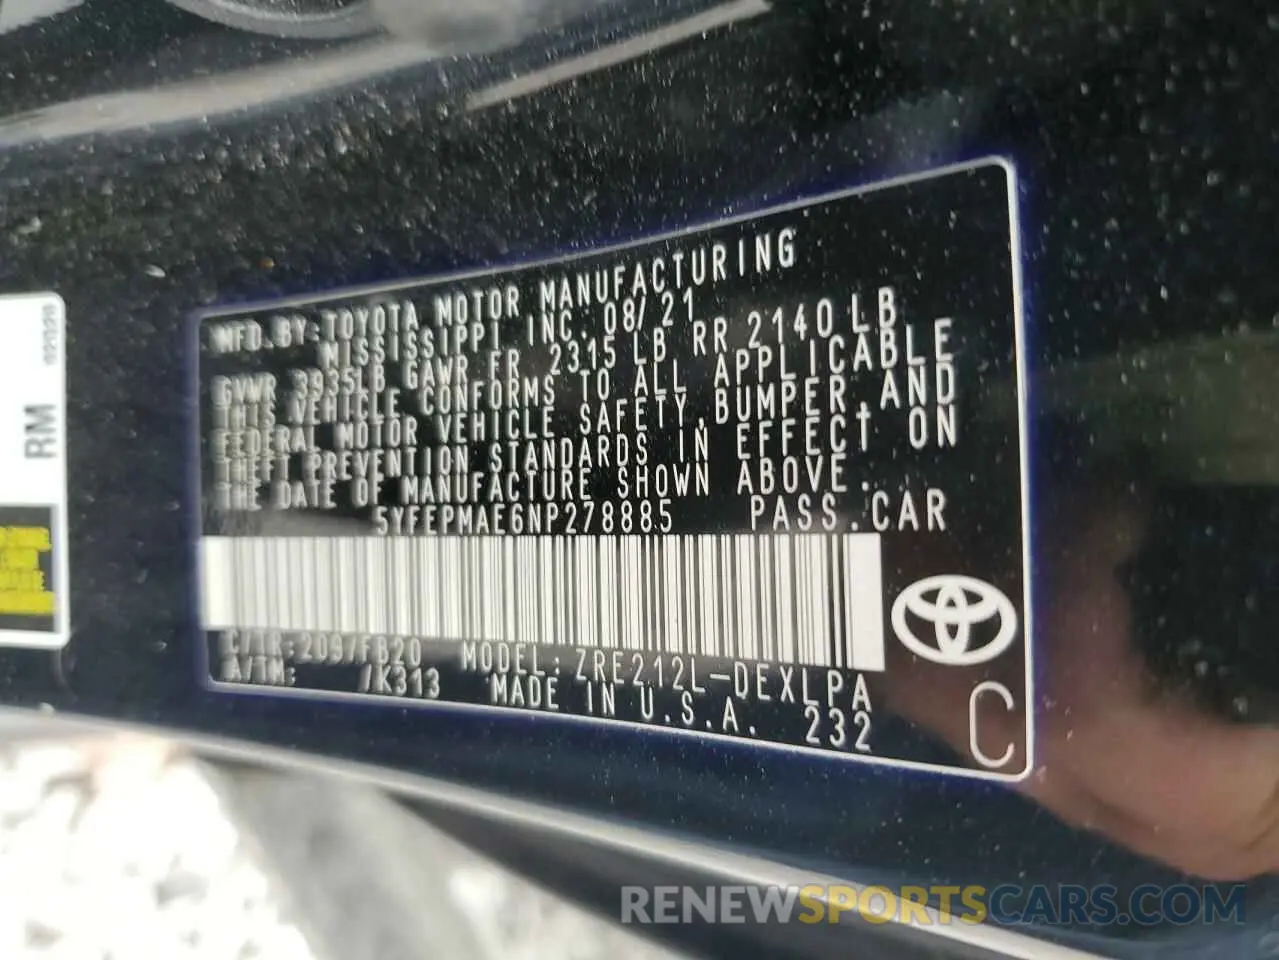 MFD.BY:TOYOTA MOTOR MANUFACTURING
MISSISSIPPI, INC. 08/21
GVWR 3935LB GAWR FR 2315 LB RR 2140 LB
THIS VEHICLE CONFORMS TO ALL APPLICABLE
FEDERAL MOTOR VEHICLE SAFETY, BUMPER, AND
THEFT PREVENTION STANDARDS IN EFFECT ON
THE DATE OF MANUFACTURE SHOWN ABOVE.
5YFEPMAE6NP278885 PASS.CAR
C/TR:209/FB20 MODEL:ZRE212L-DEXLPA
A/TM: /K313 MADE IN U.S.A. 232
C
RM
RENEWSPORTSCARS.COM